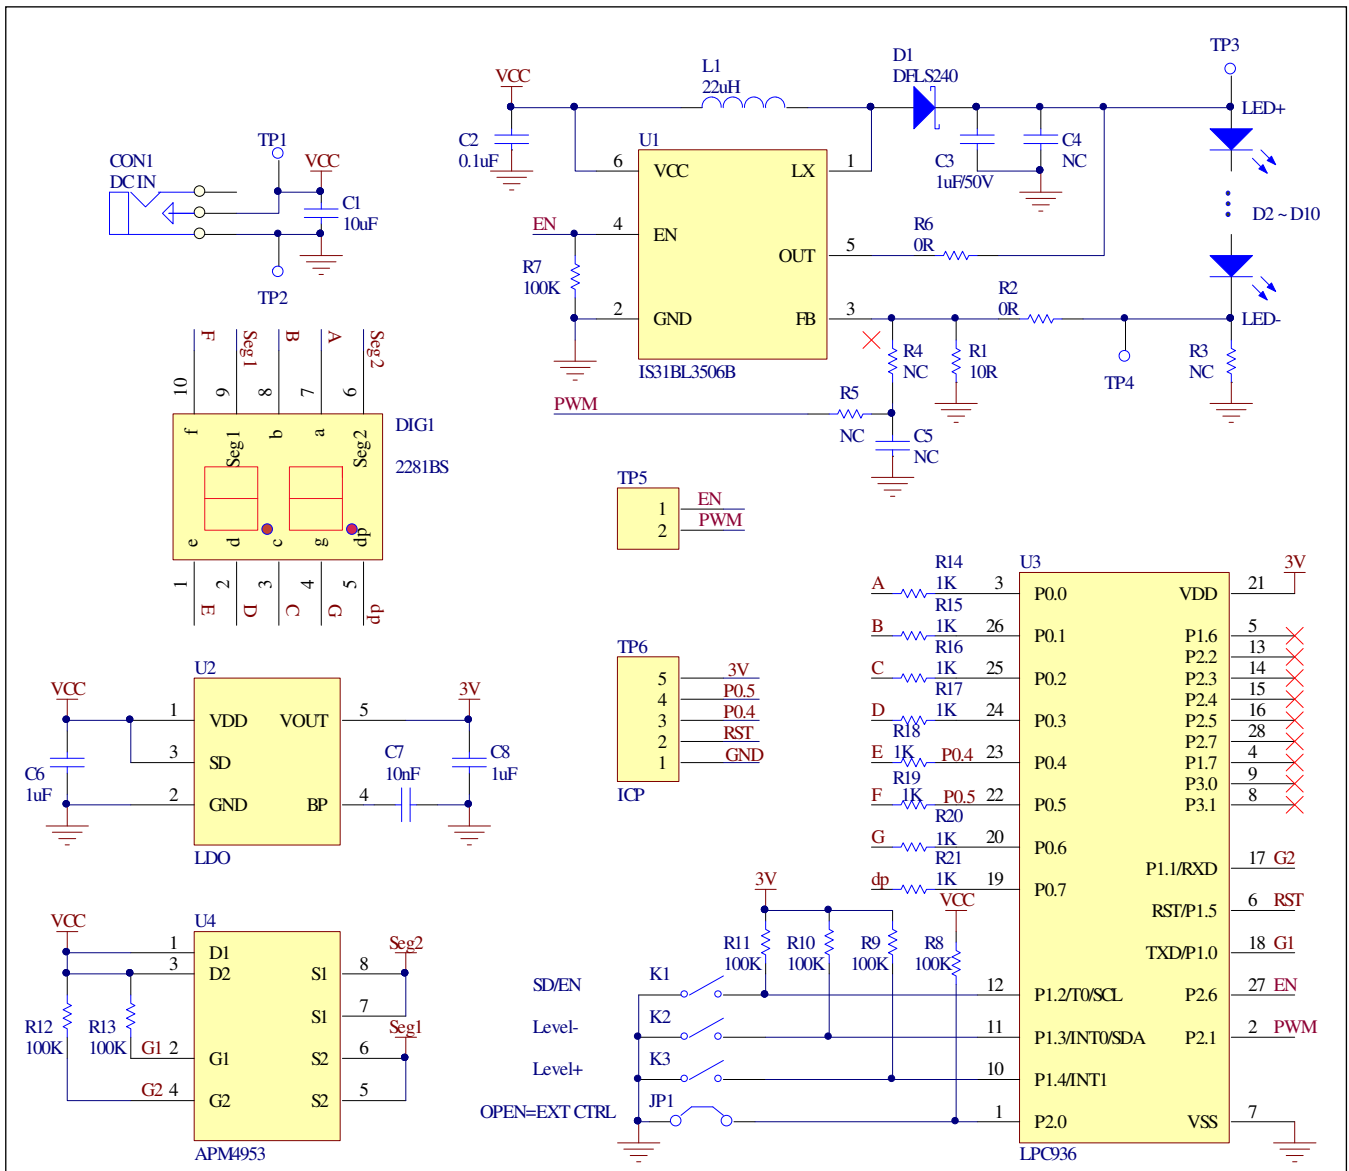 TP3
D1
DFLS240
L1
22uH
VCC
LED+
C2
0.1uF
U1
C3
1uF/50V
C4
NC
TP1
CON1
DC IN
VCC
C1
10uF
TP2
6 VCC
LX 1
EN 4 EN
OUT 5
R6
0R
R7
100K
2 GND
FB 3
IS31BL3506B
R2
0R
D2 ~ D10
LED-
R4
NC
R1
10R
TP4
R3
NC
PWM
R5
NC
C5
NC
F Seg1 B A Seg2
10 9 8 7 6
f Seg1 b a Seg2
DIG1
2281BS
e d c g dp
1 2 3 4 5
E D C G dp
TP5
1 EN
2 PWM
TP6
5 3V
4 P0.5
3 P0.4
2 RST
1 GND
ICP
U2
VCC
3V
1 VDD VOUT 5
3 SD
2 GND BP 4
C6
1uF
C7
10nF
C8
1uF
LDO
U4
VCC
1 D1
3 D2
S1 8 Seg2
S1 7
G1 2 G1 S2 6 Seg1
G2 4 G2 S2 5
R12
100K
R13
100K
APM4953
U3
3V
A R14 1K 3 P0.0
B R15 1K 26 P0.1
C R16 1K 25 P0.2
D R17 1K 24 P0.3
E R18 1K P0.4 23 P0.4
F R19 1K P0.5 22 P0.5
G R20 1K 20 P0.6
dp R21 1K 19 P0.7
VDD 21
P1.6 5
P2.2 13
P2.3 14
P2.4 15
P2.5 16
P2.7 28
P1.7 4
P3.0 9
P3.1 8
P1.1/RXD 17 G2
RST/P1.5 6 RST
TXD/P1.0 18 G1
P2.6 27 EN
P2.1 2 PWM
VSS 7
3V
VCC
R11
100K
R10
100K
R9
100K
R8
100K
SD/EN K1 12 P1.2/T0/SCL
Level- K2 11 P1.3/INT0/SDA
Level+ K3 10 P1.4/INT1
OPEN=EXT CTRL JP1 1 P2.0
LPC936